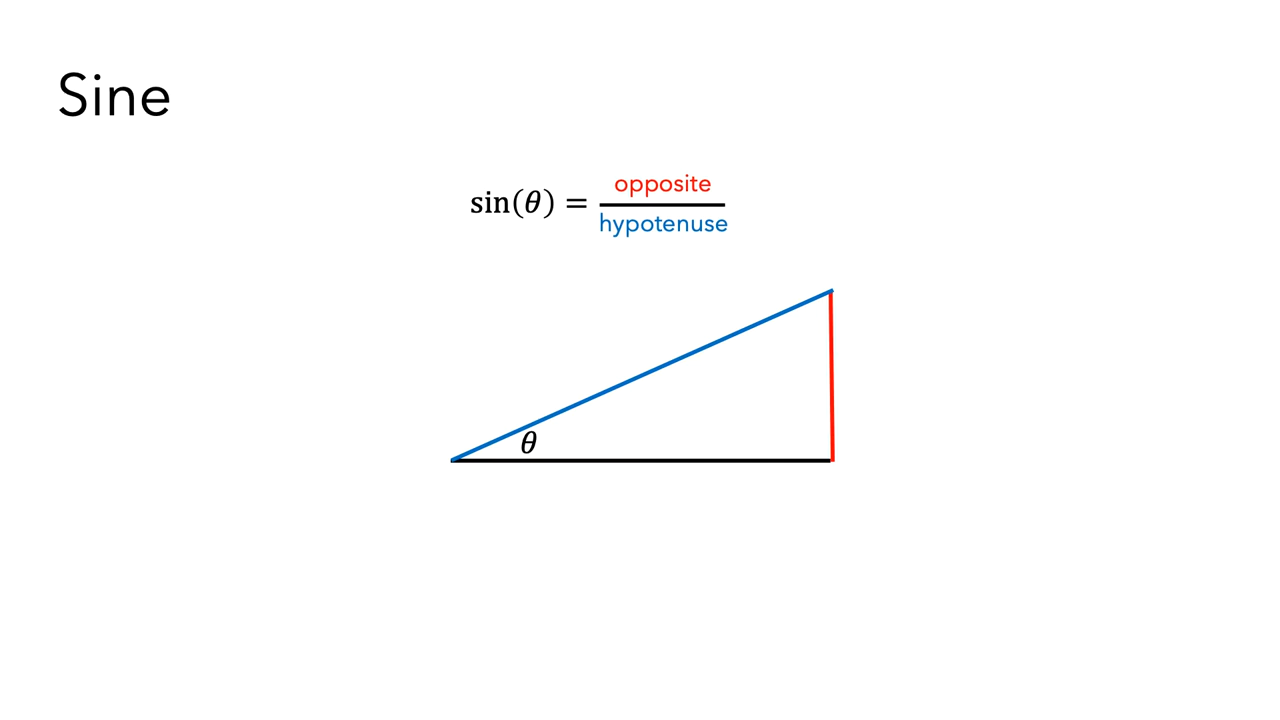 Sine
sin(θ) = opposite
hypotenuse
θ